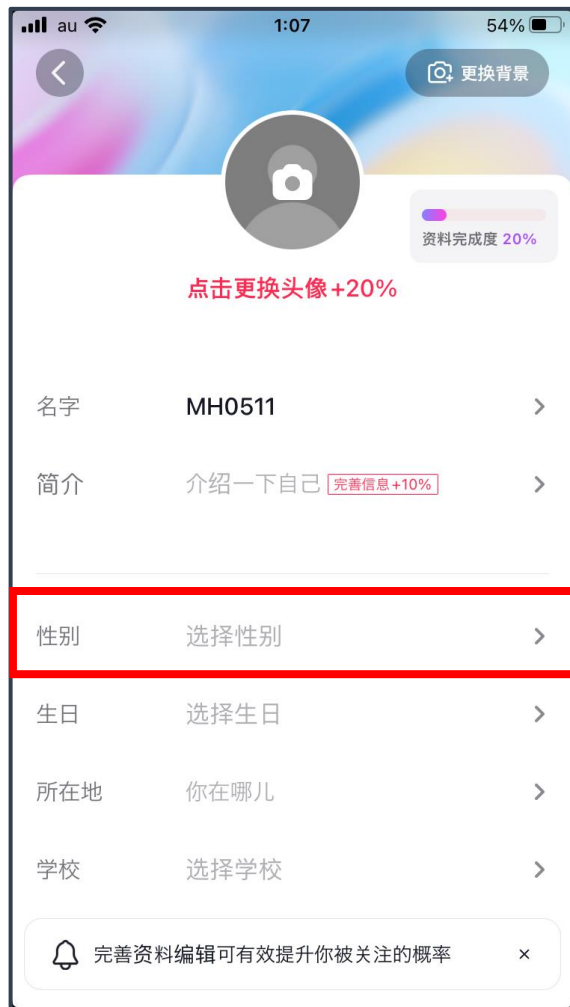 au 1:07 54%
更换背景
资料完成度 20%
点击更换头像+20%
名字 MH0511
简介 介绍一下自己 完善信息+10%
性别 选择性别
生日 选择生日
所在地 你在哪儿
学校 选择学校
完善资料编辑可有效提升你被关注的概率